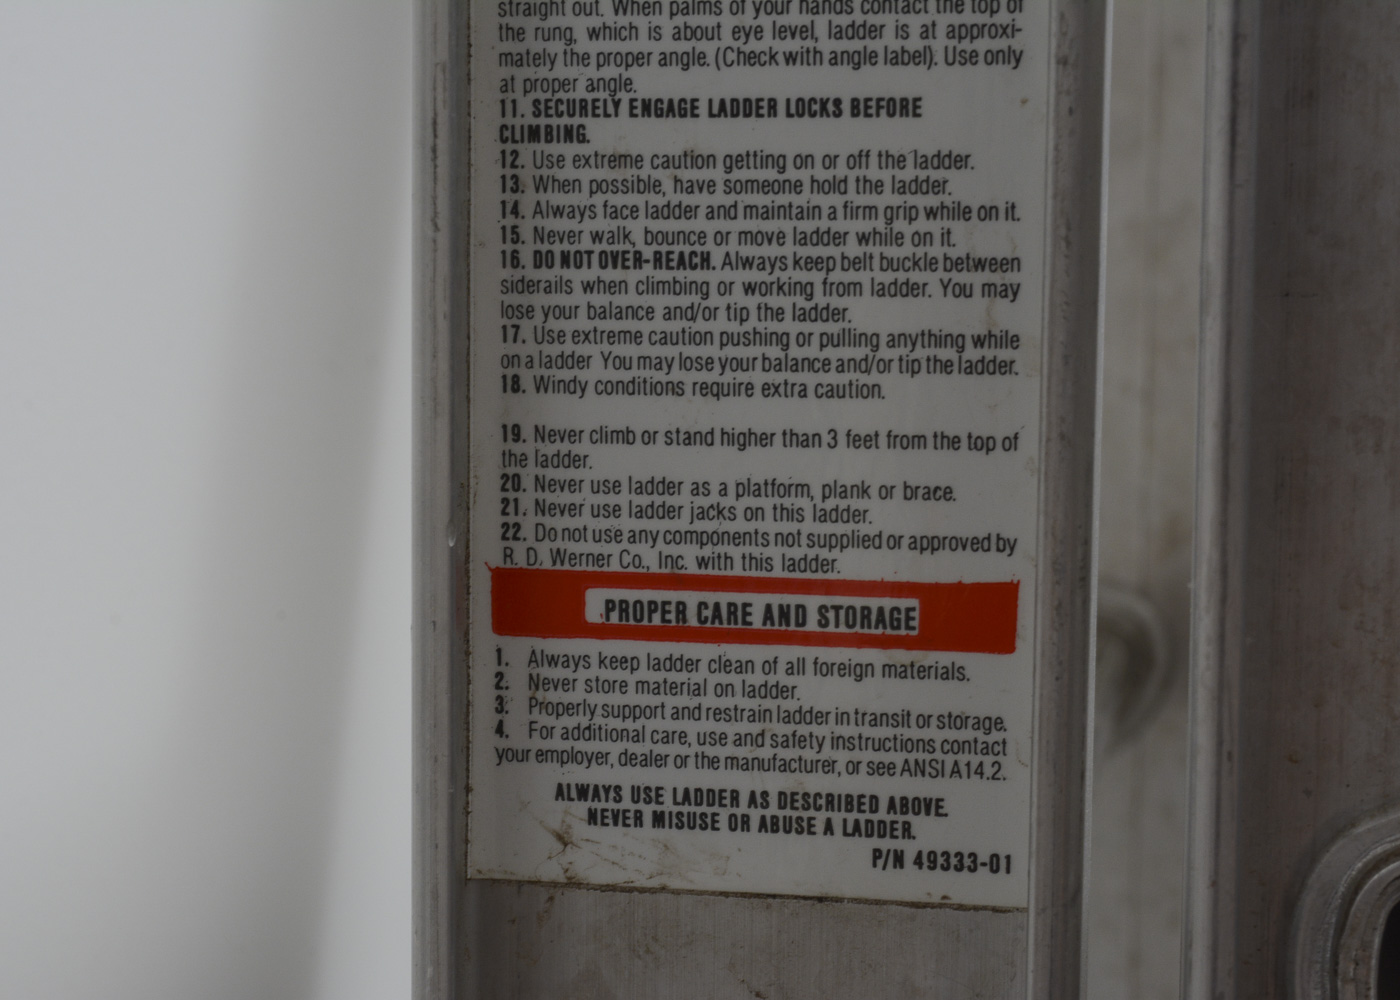 straight out. When palms of your hands contact the top of
the rung, which is about eye level, ladder is at approxi-
mately the proper angle. (Check with angle label). Use only
at proper angle.
11. SECURELY ENGAGE LADDER LOCKS BEFORE
CLIMBING.
12. Use extreme caution getting on or off the ladder.
13. When possible, have someone hold the ladder.
14. Always face ladder and maintain a firm grip while on it.
15. Never walk, bounce or move ladder while on it.
16. DO NOT OVER-REACH. Always keep belt buckle between
siderails when climbing or working from ladder. You may
lose your balance and/or tip the ladder.
17. Use extreme caution pushing or pulling anything while
on a ladder You may lose your balance and/or tip the ladder.
18. Windy conditions require extra caution.
19. Never climb or stand higher than 3 feet from the top of
the ladder.
20. Never use ladder as a platform, plank or brace.
21. Never use ladder jacks on this ladder.
22. Do not use any components not supplied or approved by
R. D. Werner Co., Inc. with this ladder.
PROPER CARE AND STORAGE
1. Always keep ladder clean of all foreign materials.
2. Never store material on ladder.
3. Properly support and restrain ladder in transit or storage.
4. For additional care, use and safety instructions contact
your employer, dealer or the manufacturer, or see ANSI A14.2.
ALWAYS USE LADDER AS DESCRIBED ABOVE.
NEVER MISUSE OR ABUSE A LADDER.
P/N 49333-01